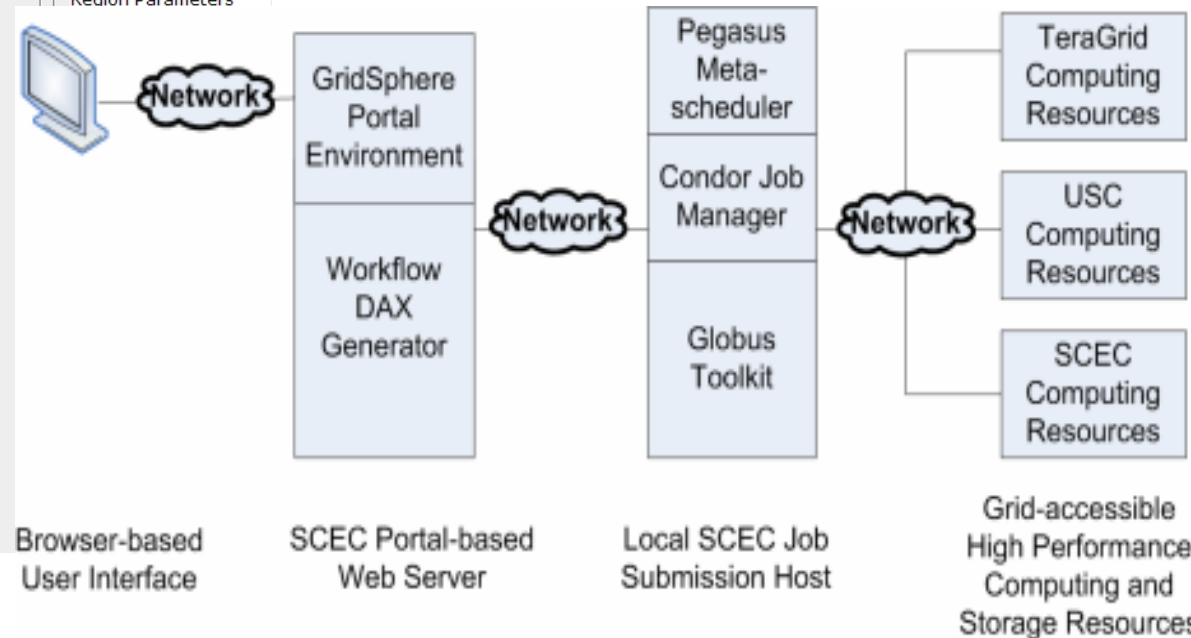 Region Parameters
Network
GridSphere
Portal
Environment
Workflow
DAX
Generator
Network
Pegasus
Meta-
scheduler
Condor Job
Manager
Globus
Toolkit
Network
TeraGrid
Computing
Resources
USC
Computing
Resources
SCEC
Computing
Resources
Browser-based
User Interface
SCEC Portal-based
Web Server
Local SCEC Job
Submission Host
Grid-accessible
High Performance
Computing and
Storage Resources